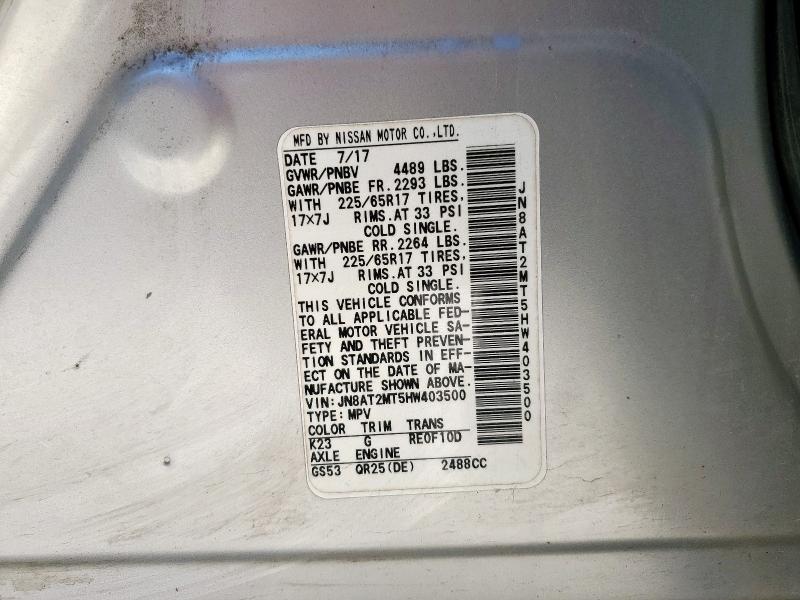 MFD BY NISSAN MOTOR CO.,LTD.
DATE 7/17
GVWR/PNBV 4489 LBS.
GAWR/PNBE FR. 2293 LBS.
WITH 225/65R17 TIRES,
17×7J RIMS.AT 33 PSI
COLD SINGLE.
GAWR/PNBE RR. 2264 LBS.
WITH 225/65R17 TIRES,
17×7J RIMS.AT 33 PSI
COLD SINGLE.
THIS VEHICLE CONFORMS
TO ALL APPLICABLE FED-
ERAL MOTOR VEHICLE SA-
FETY AND THEFT PREVEN-
TION STANDARDS IN EFF-
ECT ON THE DATE OF MA-
NUFACTURE SHOWN ABOVE.
VIN:JN8AT2MT5HW403500
TYPE:MPV
COLOR TRIM TRANS
K23 G RE0F10D
AXLE ENGINE
GS53 QR25(DE) 2488CC
JN8AT2MT5HW403500